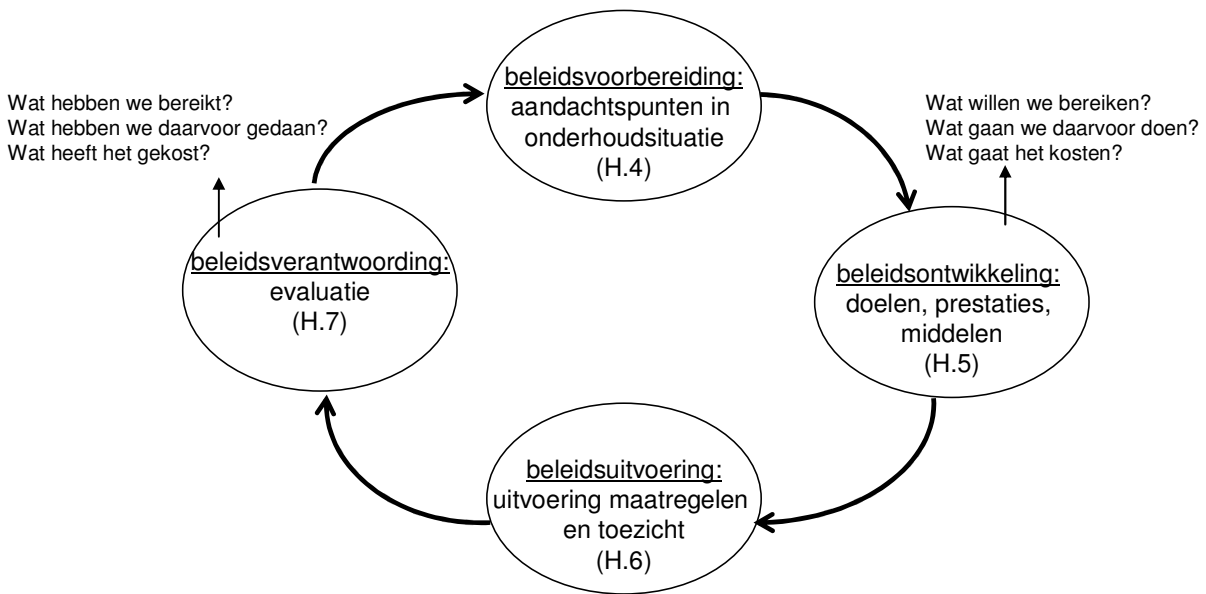 beleidsvoorbereiding:
aandachtspunten in
onderhoudsituatie
(H.4)
Wat willen we bereiken?
Wat gaan we daarvoor doen?
Wat gaat het kosten?
beleidsontwikkeling:
doelen, prestaties,
middelen
(H.5)
beleidsuitvoering:
uitvoering maatregelen
en toezicht
(H.6)
Wat hebben we bereikt?
Wat hebben we daarvoor gedaan?
Wat heeft het gekost?
beleidsverantwoording:
evaluatie
(H.7)